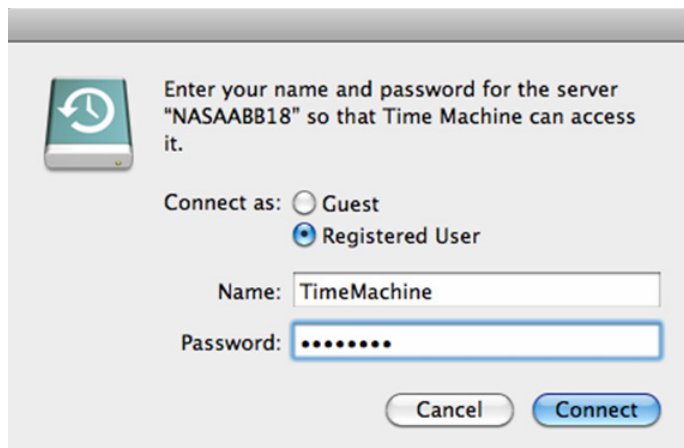 Enter your name and password for the server
“NASAABB18” so that Time Machine can access
it.
Connect as: Guest
Registered User
Name: TimeMachine
Password: ••••••••
Cancel Connect